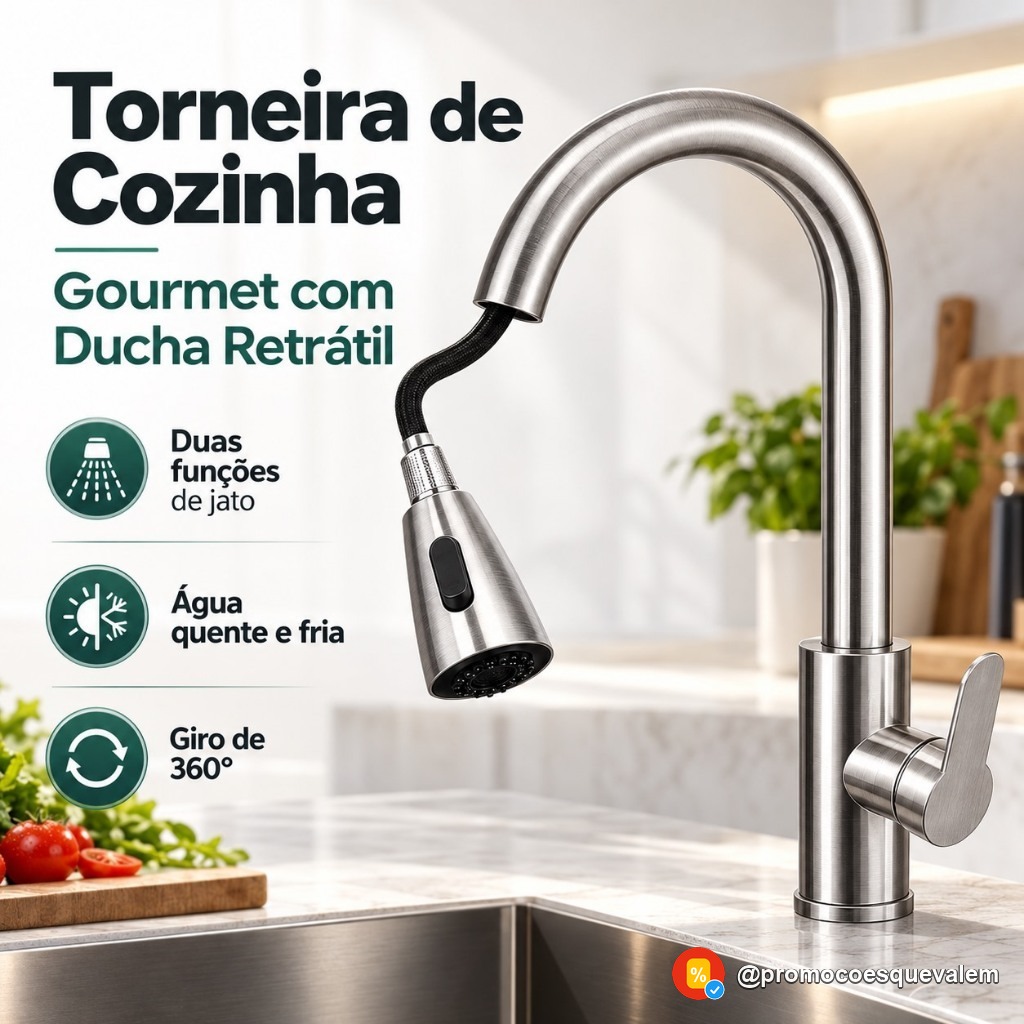 Torneira de
Cozinha
Gourmet com
Ducha Retrátil
Duas
funções
de jato
Água
quente e fria
Giro de
360°
%
@promocoesquevalem